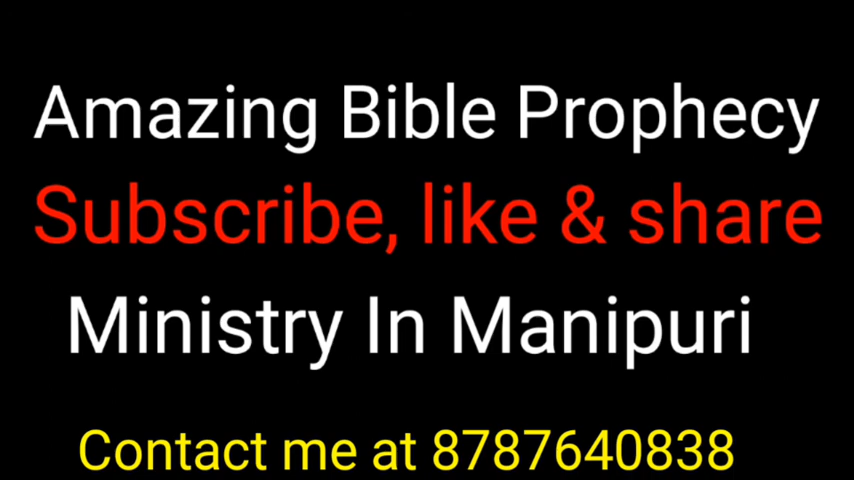 Amazing Bible Prophecy
Subscribe, like & share
Ministry In Manipuri
Contact me at 8787640838